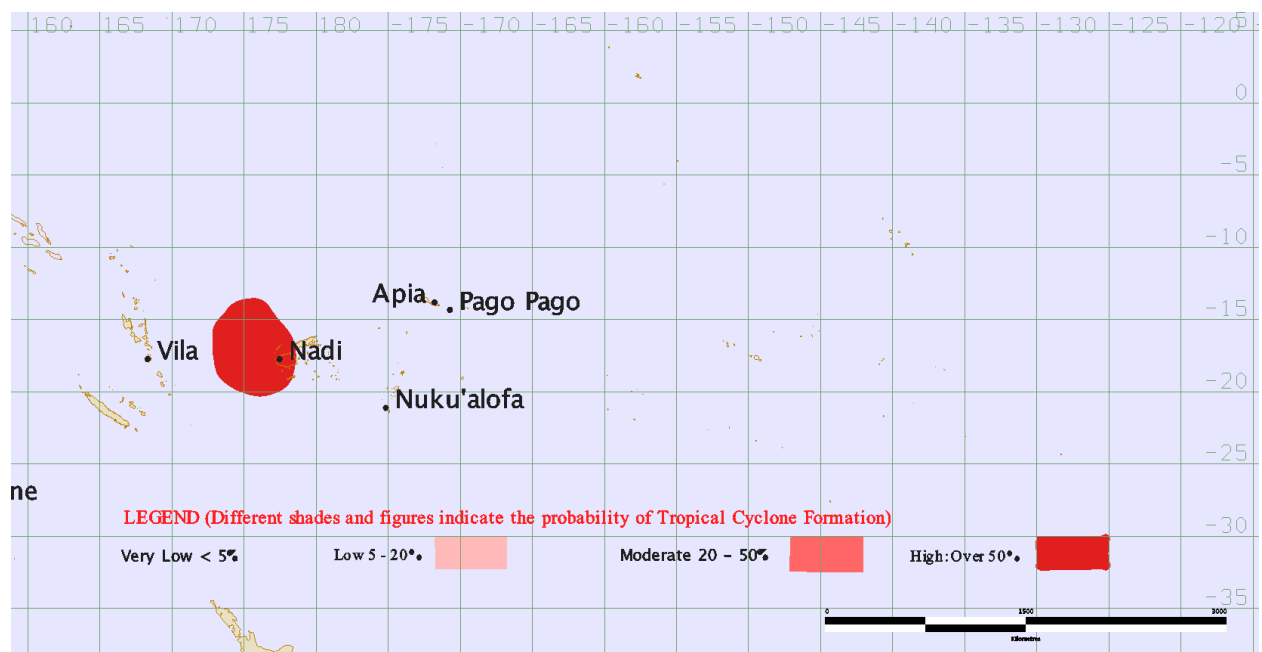 160 165 170 175 180 -175 -170 -165 -160 -155 -150 -145 -140 -135 -130 -125 -120 5
0
-5
-10
Apia
Pago Pago
-15
Vila
Nadi
-20
Nuku'alofa
-25
ne
LEGEND (Different shades and figures indicate the probability of Tropical Cyclone Formation)
-30
Very Low < 5% Low 5 - 20% Moderate 20 - 50% High: Over 50%
-35
0 1500 3000
Kilometres